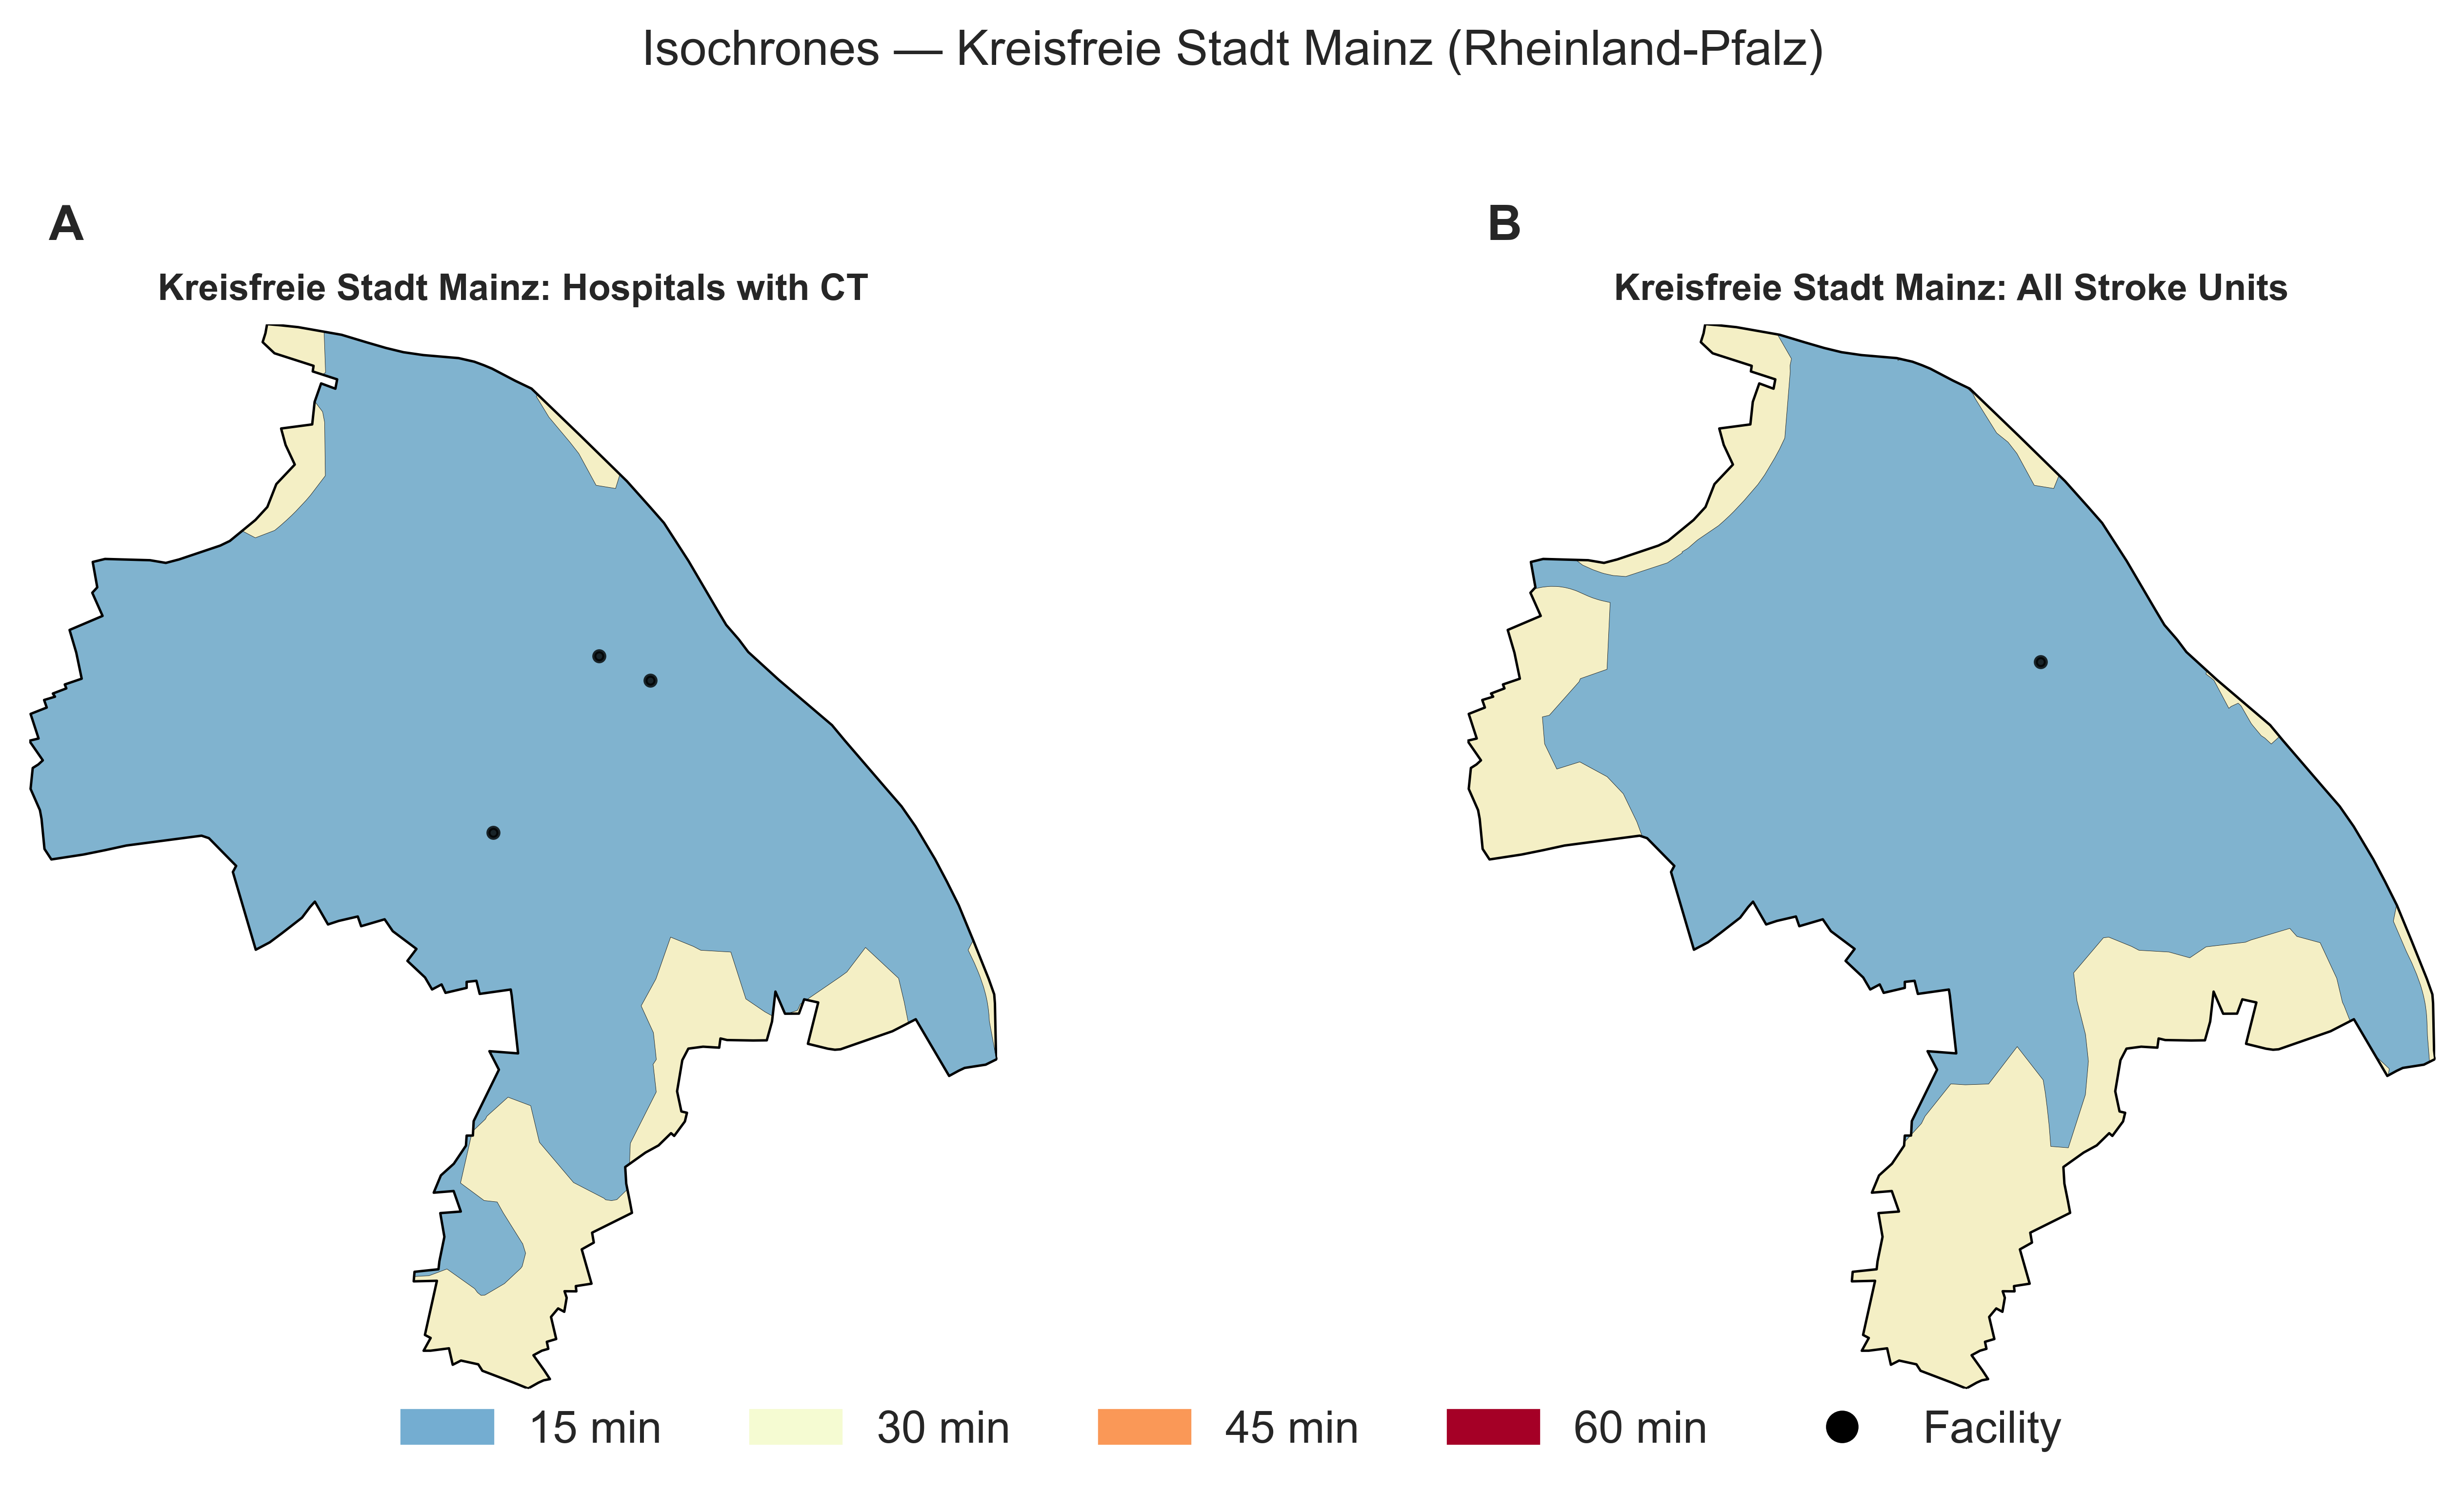 Isochrones — Kreisfreie Stadt Mainz (Rheinland-Pfalz)
A
Kreisfreie Stadt Mainz: Hospitals with CT
B
Kreisfreie Stadt Mainz: All Stroke Units
15 min
30 min
45 min
60 min
Facility